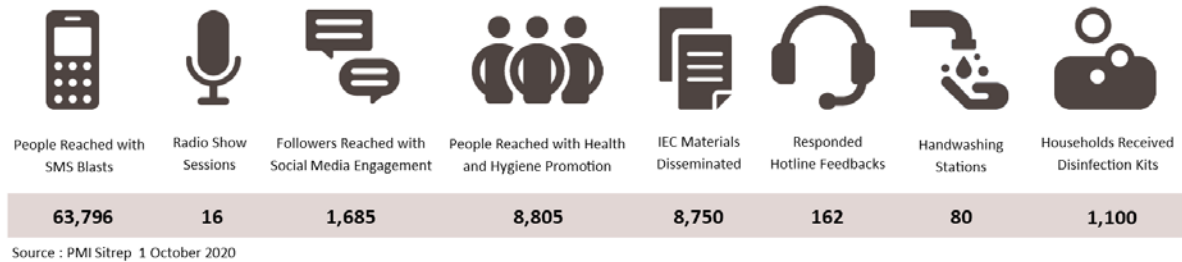 People Reached with
SMS Blasts
Radio Show
Sessions
Followers Reached with
Social Media Engagement
People Reached with Health
and Hygiene Promotion
IEC Materials
Disseminated
Responded
Hotline Feedbacks
Handwashing
Stations
Households Received
Disinfection Kits
63,796
16
1,685
8,805
8,750
162
80
1,100
Source : PMI Sitrep 1 October 2020